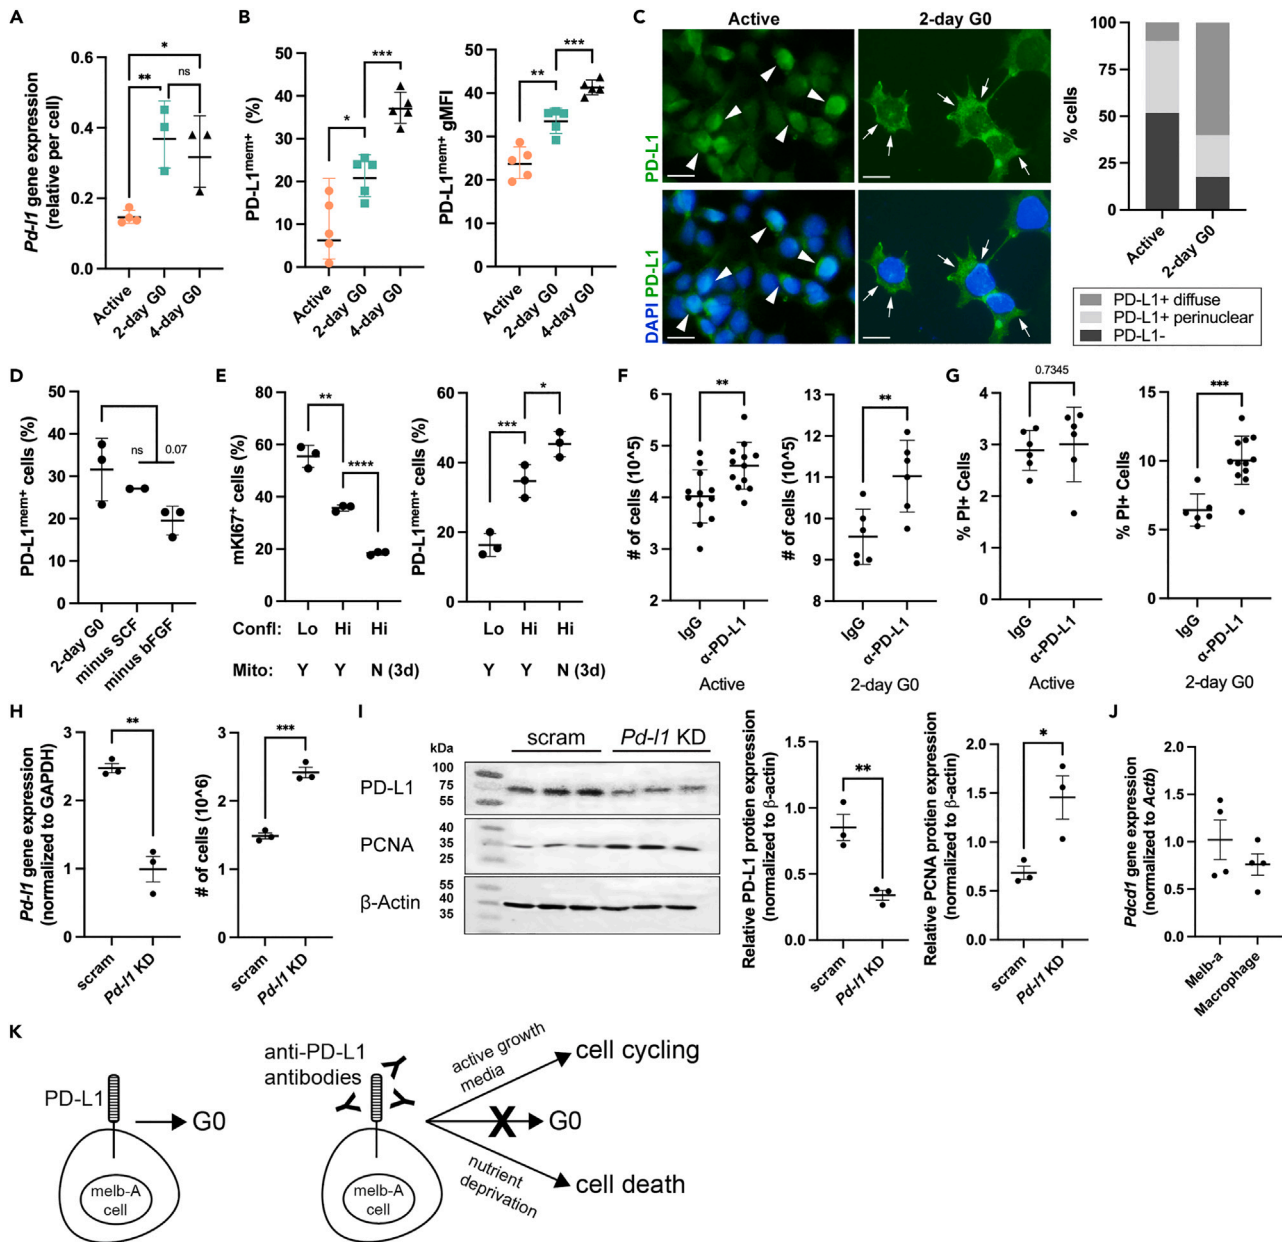 A
Pd-l1 gene expression
(relative per cell)
0.6
0.4
0.2
0.0
*
**
ns
Active
2-day G0
4-day G0
B
PD-L1mem+ (%)
50
40
30
20
10
0
*
***
Active
2-day G0
4-day G0
PD-L1mem+ gMFI
50
40
30
20
10
0
**
***
Active
2-day G0
4-day G0
C
Active
2-day G0
PD-L1
DAPI PD-L1
% cells
100
75
50
25
0
Active
2-day G0
PD-L1+ diffuse
PD-L1+ perinuclear
PD-L1-
D
PD-L1mem+ cells (%)
50
40
30
20
10
0
ns
0.07
2-day G0
minus SCF
minus bFGF
E
mKI67+ cells (%)
80
60
40
20
0
**
****
PD-L1mem+ cells (%)
60
40
20
0
***
*
Confl: Lo Hi Hi
Lo Hi Hi
Mito: Y Y N (3d)
Y Y N (3d)
F
# of cells (10^5)
6
5
4
3
2
**
IgG
α-PD-L1
Active
# of cells (10^5)
13
12
11
10
9
8
**
IgG
α-PD-L1
2-day G0
G
% PI+ Cells
4
3
2
1
0
0.7345
IgG
α-PD-L1
Active
% PI+ Cells
15
10
5
0
***
IgG
α-PD-L1
2-day G0
H
Pd-l1 gene expression
(normalized to GAPDH)
3
2
1
0
**
scram
Pd-l1 KD
# of cells (10^6)
3
2
1
0
***
scram
Pd-l1 KD
I
kDa
scram
Pd-l1 KD
PD-L1
100
75
55
PCNA
40
35
25
β-Actin
55
40
35
Relative PD-L1 protien expression
(normalized to β-actin)
1.5
1.0
0.5
0.0
**
scram
Pd-l1 KD
Relative PCNA protien expression
(normalized to β-actin)
2.0
1.5
1.0
0.5
0.0
*
scram
Pd-l1 KD
J
Pdcd1 gene expression
(normalized to Actb)
2.0
1.5
1.0
0.5
0.0
Melb-a
Macrophage
K
PD-L1
G0
melb-A
cell
anti-PD-L1
antibodies
melb-A
cell
active growth
media
cell cycling
X
G0
nutrient
deprivation
cell death